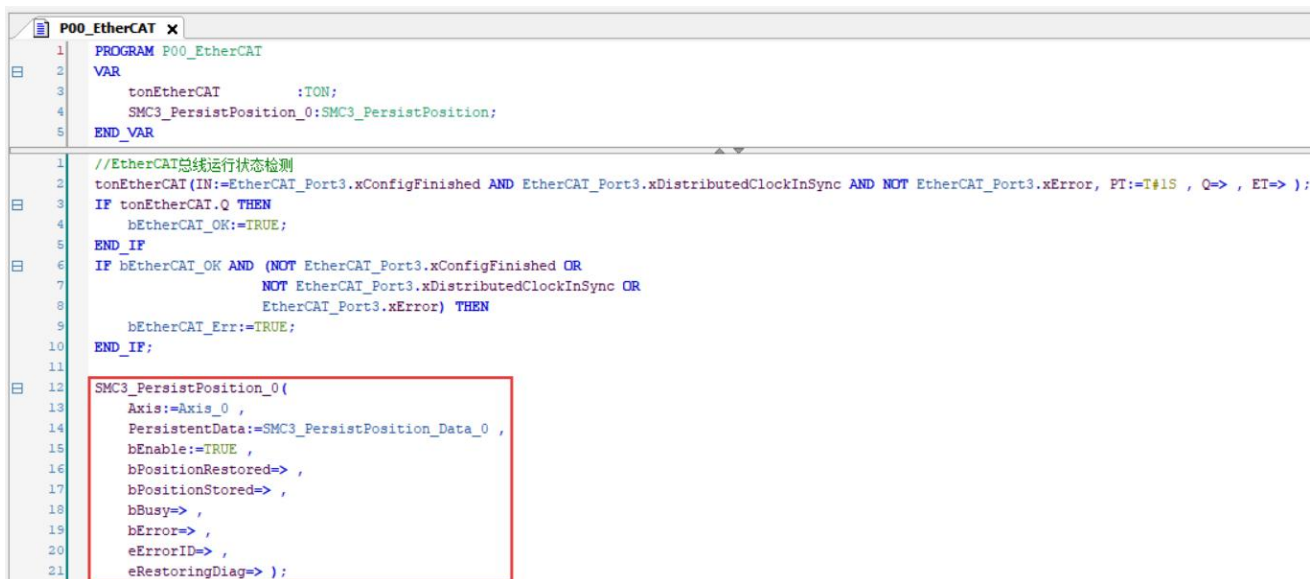 P00_EtherCAT
1 PROGRAM P00_EtherCAT
2 VAR
3 tonEtherCAT :TON;
4 SMC3_PersistPosition_0:SMC3_PersistPosition;
5 END_VAR
1 //EtherCAT总线运行状态检测
2 tonEtherCAT(IN:=EtherCAT_Port3.xConfigFinished AND EtherCAT_Port3.xDistributedClockInSync AND NOT EtherCAT_Port3.xError, PT:=T#1S , Q=> , ET=> );
3 IF tonEtherCAT.Q THEN
4 bEtherCAT_OK:=TRUE;
5 END_IF
6 IF bEtherCAT_OK AND (NOT EtherCAT_Port3.xConfigFinished OR
7 NOT EtherCAT_Port3.xDistributedClockInSync OR
8 EtherCAT_Port3.xError) THEN
9 bEtherCAT_Err:=TRUE;
10 END_IF;
11
12 SMC3_PersistPosition_0(
13 Axis:=Axis_0 ,
14 PersistentData:=SMC3_PersistPosition_Data_0 ,
15 bEnable:=TRUE ,
16 bPositionRestored=> ,
17 bPositionStored=> ,
18 bBusy=> ,
19 bError=> ,
20 eErrorID=> ,
21 eRestoringDiag=> );